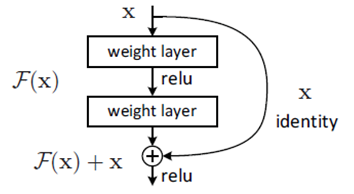 x
weight layer
relu
F(x)
weight layer
x
identity
F(x) + x
relu